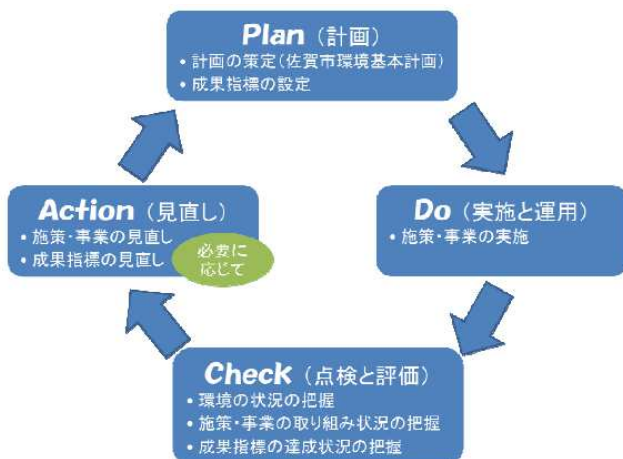 Plan（計画）
• 計画の策定（佐賀市環境基本計画）
• 成果指標の設定
Action（見直し）
• 施策・事業の見直し
• 成果指標の見直し
必要に
応じて
Do（実施と運用）
• 施策・事業の実施
Check（点検と評価）
• 環境の状況の把握
• 施策・事業の取り組み状況の把握
• 成果指標の達成状況の把握